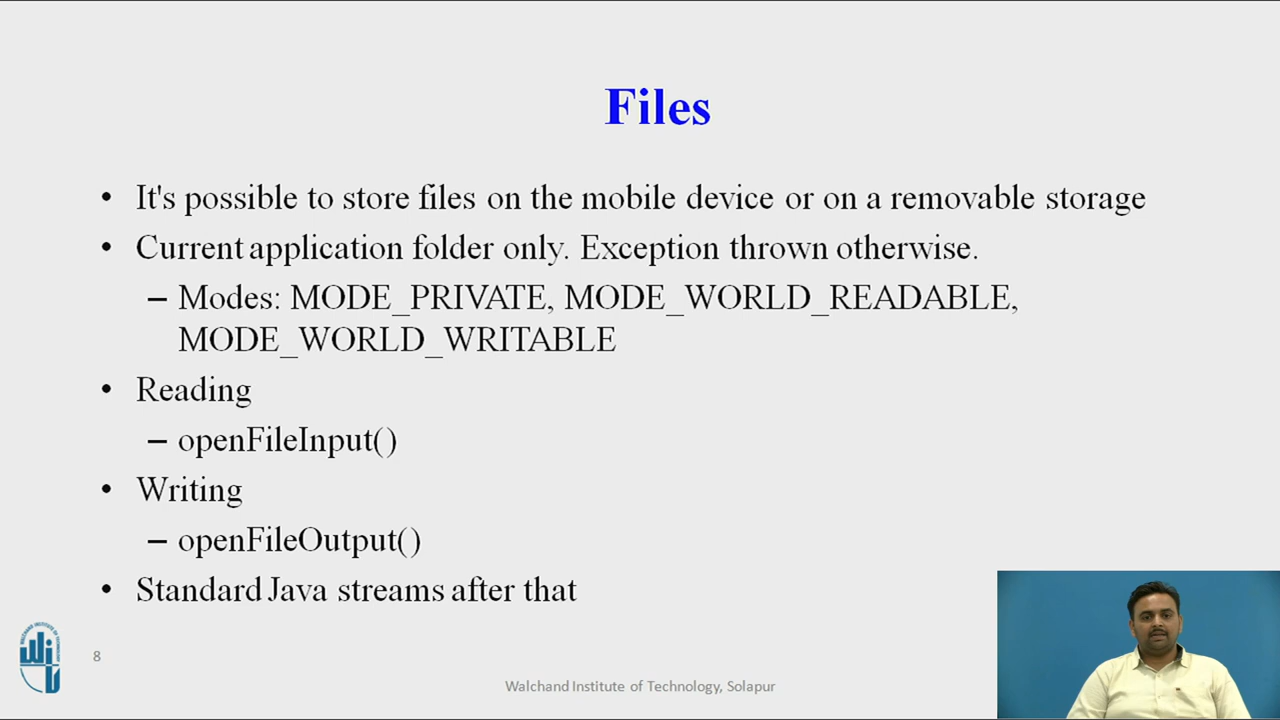 Files
• It's possible to store files on the mobile device or on a removable storage
• Current application folder only. Exception thrown otherwise.
– Modes: MODE_PRIVATE, MODE_WORLD_READABLE,
MODE_WORLD_WRITABLE
• Reading
– openFileInput()
• Writing
– openFileOutput()
• Standard Java streams after that
8
Walchand Institute of Technology, Solapur